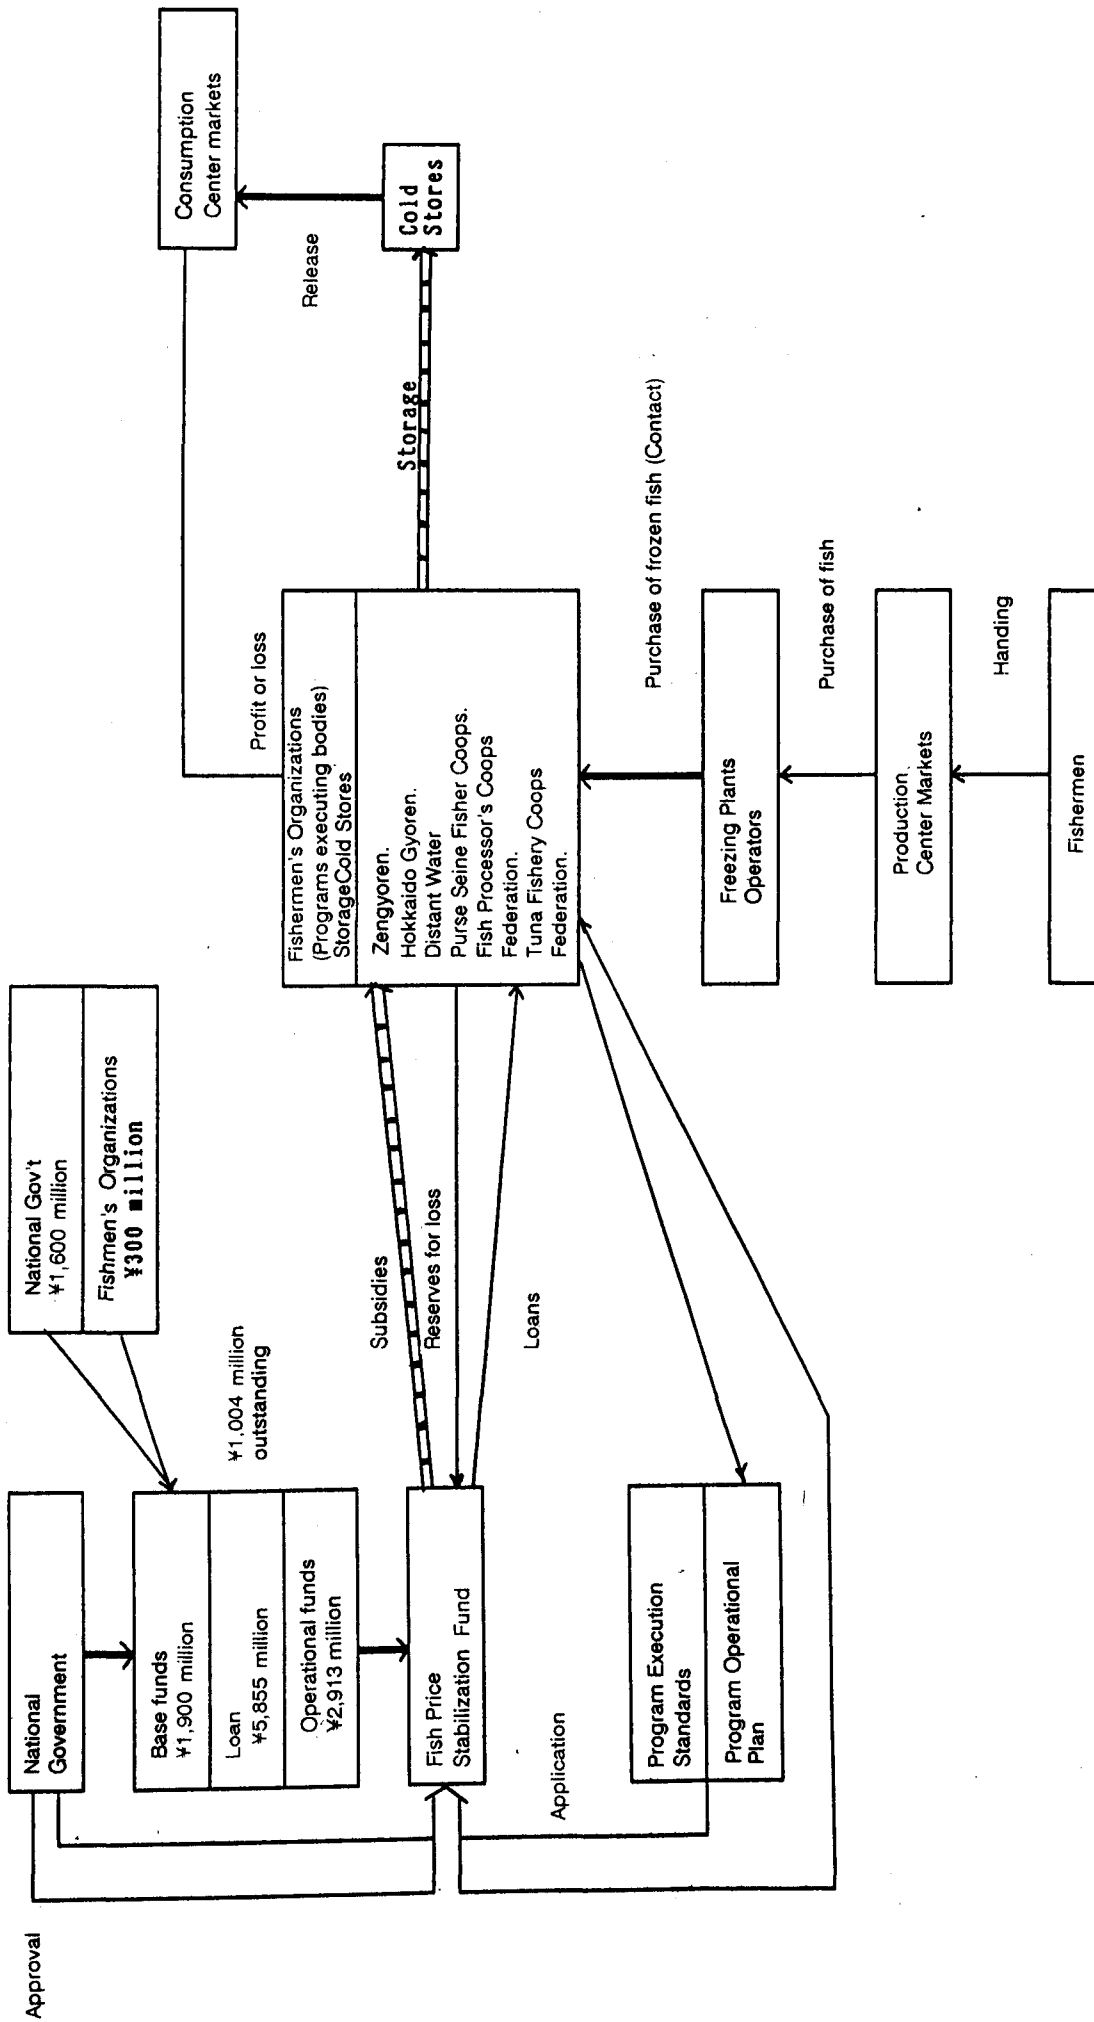 Approval
National
Government
Base funds
¥1,900 million
Loan
¥5,855 million
Operational funds
¥2,913 million
National Gov't
¥1,600 million
Fishmen's Organizations
¥300 million
¥1,004 million
outstanding
Fish Price
Stabilization Fund
Application
Program Execution
Standards
Program Operational
Plan
Subsidies
Reserves for loss
Loans
Profit or loss
Fishermen's Organizations
(Programs executing bodies)
StorageCold Stores
Zengyoren.
Hokkaido Gyoren.
Distant Water
Purse Seine Fisher Coops.
Fish Processor's Coops
Federation.
Tuna Fishery Coops
Federation.
Storage
Cold
Stores
Release
Consumption
Center markets
Purchase of frozen fish (Contact)
Freezing Plants
Operators
Purchase of fish
Production
Center Markets
Handing
Fishermen